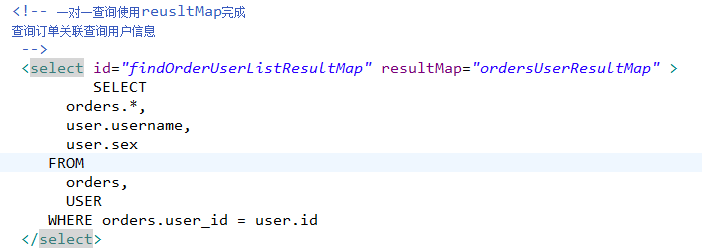 <!-- 一对一查询使用reusltMap完成
查询订单关联查询用户信息
-->
<select id="findOrderUserListResultMap" resultMap="ordersUserResultMap" >
SELECT
orders.*,
user.username,
user.sex
FROM
orders,
USER
WHERE orders.user_id = user.id
</select>